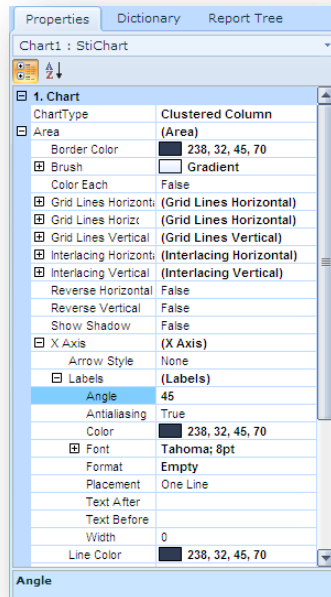 Properties Dictionary Report Tree
Chart1 : StiChart
1. Chart
ChartType Clustered Column
Area (Area)
Border Color 238, 32, 45, 70
Brush Gradient
Color Each False
Grid Lines Horizonta (Grid Lines Horizontal)
Grid Lines Horizo (Grid Lines Horizontal)
Grid Lines Vertical (Grid Lines Vertical)
Interlacing Horizonta (Interlacing Horizontal)
Interlacing Vertical (Interlacing Vertical)
Reverse Horizontal False
Reverse Vertical False
Show Shadow False
X Axis (X Axis)
Arrow Style None
Labels (Labels)
Angle 45
Antialiasing True
Color 238, 32, 45, 70
Font Tahoma; 8pt
Format Empty
Placement One Line
Text After
Text Before
Width 0
Line Color 238, 32, 45, 70
Angle